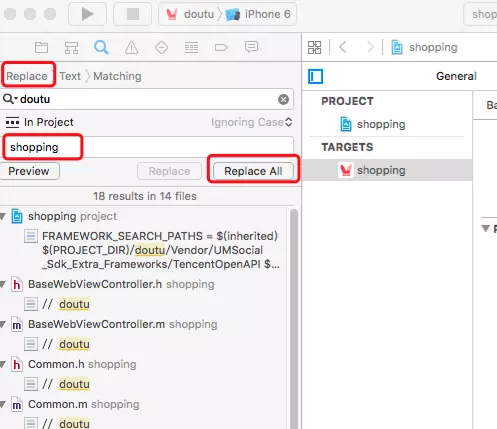 doutu iPhone 6
shop
shopping
Replace Text Matching
General
doutu
In Project Ignoring Case
shopping
Preview Replace Replace All
18 results in 14 files
shopping project
FRAMEWORK_SEARCH_PATHS = $(inherited)
$(PROJECT_DIR)/doutu/Vendor/UMSocial
_Sdk_Extra_Frameworks/TencentOpenAPI $...
h BaseWebViewController.h shopping
// doutu
m BaseWebViewController.m shopping
// doutu
h Common.h shopping
// doutu
m Common.m shopping
// doutu
PROJECT
shopping
TARGETS
shopping
Ba